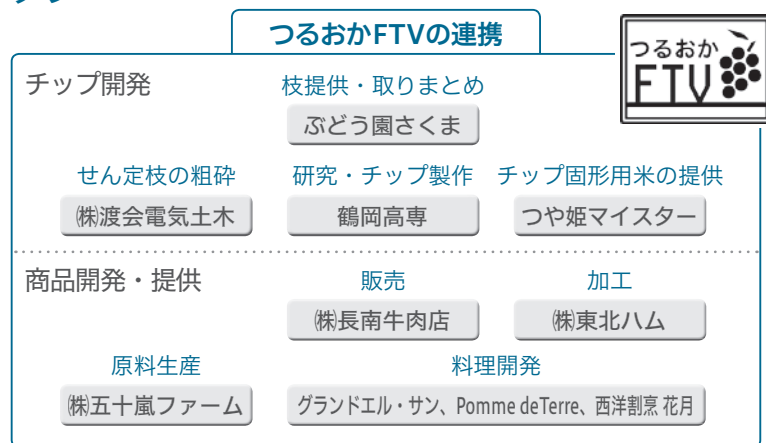 つるおかFTVの連携
つるおか
FTV
チップ開発
枝提供・取りまとめ
ぶどう園さくま
せん定枝の粗砕 研究・チップ製作 チップ固形用米の提供
㈱渡会電気土木 鶴岡高専 つや姫マイスター
商品開発・提供
販売 加工
㈱長南牛肉店 ㈱東北ハム
原料生産 料理開発
㈱五十嵐ファーム グランドエル・サン、Pomme deTerre、西洋割烹 花月